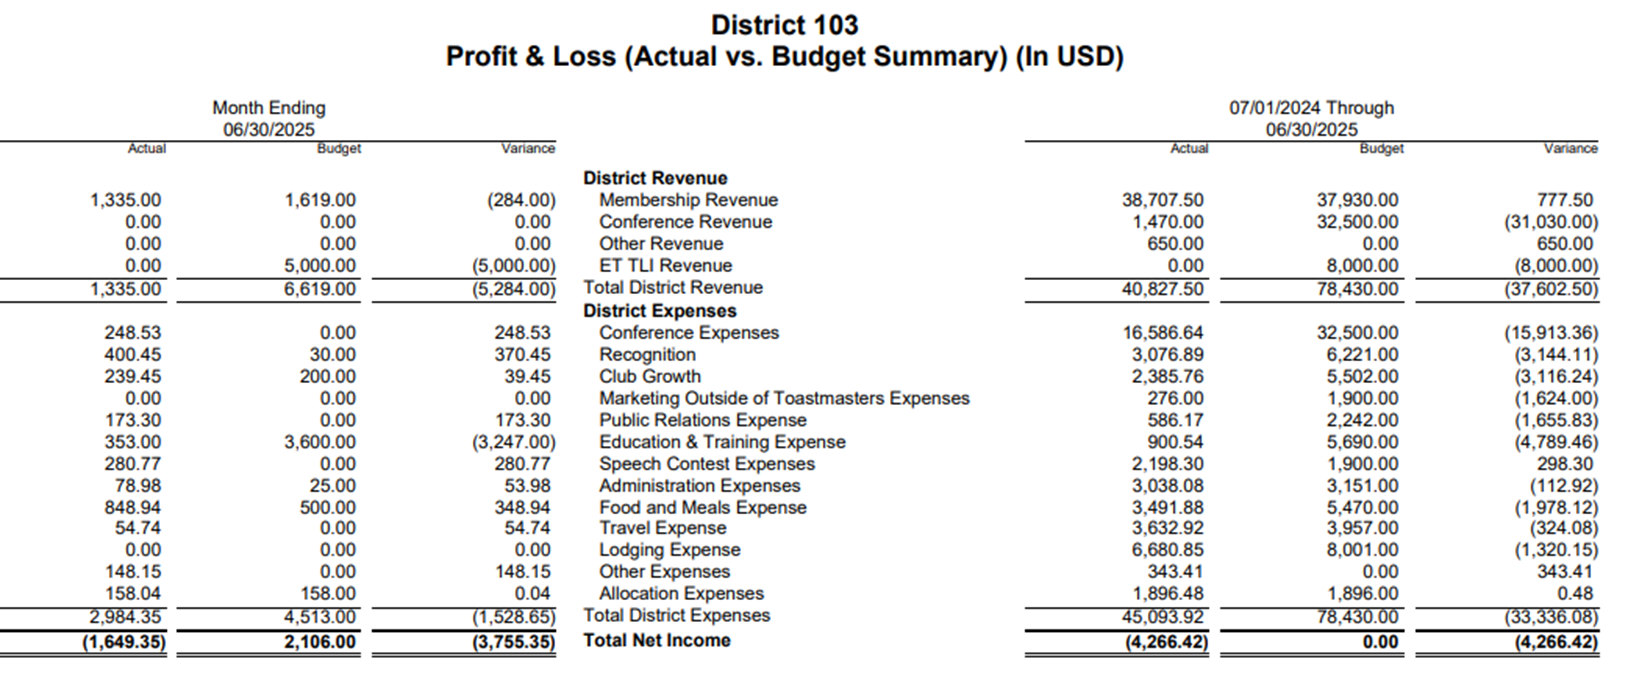 District 103
Profit & Loss (Actual vs. Budget Summary) (In USD)
Month Ending 07/01/2024 Through
06/30/2025 06/30/2025
Actual Budget Variance Actual Budget Variance
District Revenue
1,335.00 1,619.00 (284.00) Membership Revenue 38,707.50 37,930.00 777.50
0.00 0.00 0.00 Conference Revenue 1,470.00 32,500.00 (31,030.00)
0.00 0.00 0.00 Other Revenue 650.00 0.00 650.00
0.00 5,000.00 (5,000.00) ET TLI Revenue 0.00 8,000.00 (8,000.00)
1,335.00 6,619.00 (5,284.00) Total District Revenue 40,827.50 78,430.00 (37,602.50)
District Expenses
248.53 0.00 248.53 Conference Expenses 16,586.64 32,500.00 (15,913.36)
400.45 30.00 370.45 Recognition 3,076.89 6,221.00 (3,144.11)
239.45 200.00 39.45 Club Growth 2,385.76 5,502.00 (3,116.24)
0.00 0.00 0.00 Marketing Outside of Toastmasters Expenses 276.00 1,900.00 (1,624.00)
173.30 0.00 173.30 Public Relations Expense 586.17 2,242.00 (1,655.83)
353.00 3,600.00 (3,247.00) Education & Training Expense 900.54 5,690.00 (4,789.46)
280.77 0.00 280.77 Speech Contest Expenses 2,198.30 1,900.00 298.30
78.98 25.00 53.98 Administration Expenses 3,038.08 3,151.00 (112.92)
848.94 500.00 348.94 Food and Meals Expense 3,491.88 5,470.00 (1,978.12)
54.74 0.00 54.74 Travel Expense 3,632.92 3,957.00 (324.08)
0.00 0.00 0.00 Lodging Expense 6,680.85 8,001.00 (1,320.15)
148.15 0.00 148.15 Other Expenses 343.41 0.00 343.41
158.04 158.00 0.04 Allocation Expenses 1,896.48 1,896.00 0.48
2,984.35 4,513.00 (1,528.65) Total District Expenses 45,093.92 78,430.00 (33,336.08)
(1,649.35) 2,106.00 (3,755.35) Total Net Income (4,266.42) 0.00 (4,266.42)